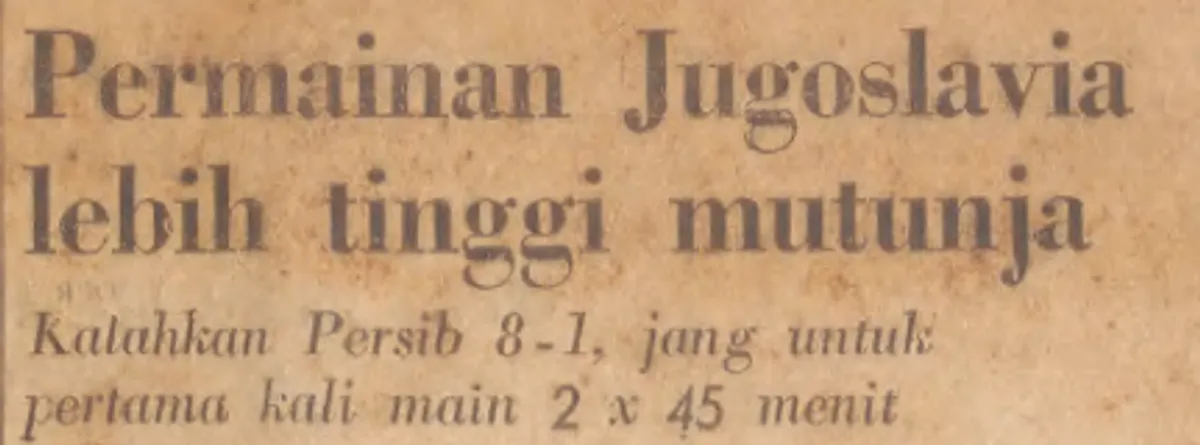 Permainan Jugoslavia
lebih tinggi mutunja
Kalahkan Persib 8-1, jang untuk
pertama kali main 2 x 45 menit